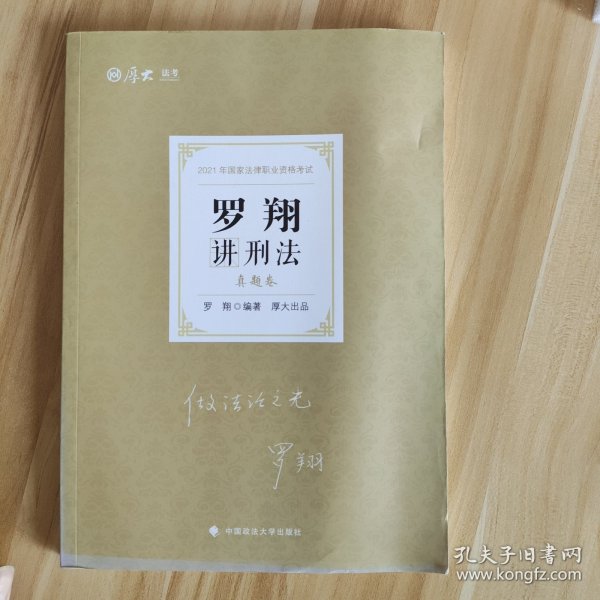 厚大 法考
2021年国家法律职业资格考试
罗翔
讲刑法
真题卷
罗 翔◎编著 厚大出品
做法治之光
罗翔
中国政法大学出版社
孔夫子旧书网
www.kongfz.com